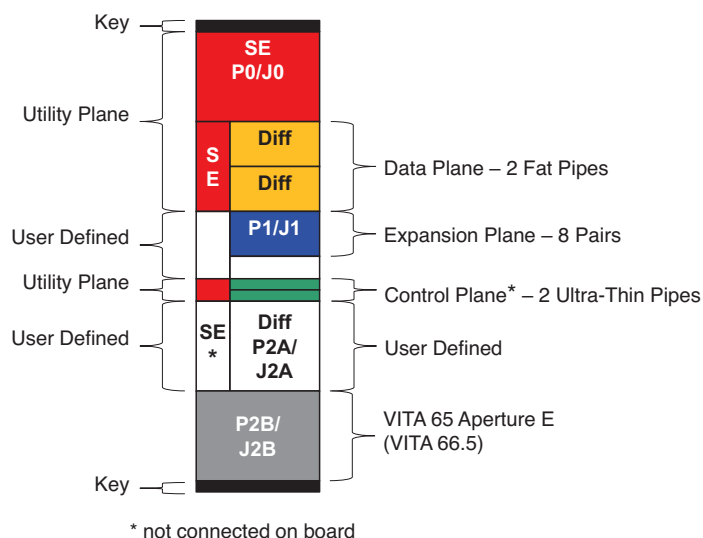 Key
SE
P0/J0
Utility Plane
S
E
Diff
Diff
Data Plane – 2 Fat Pipes
User Defined
P1/J1
Expansion Plane – 8 Pairs
Utility Plane
Control Plane* – 2 Ultra-Thin Pipes
User Defined
SE
*
Diff
P2A/
J2A
User Defined
P2B/
J2B
VITA 65 Aperture E
(VITA 66.5)
Key
* not connected on board